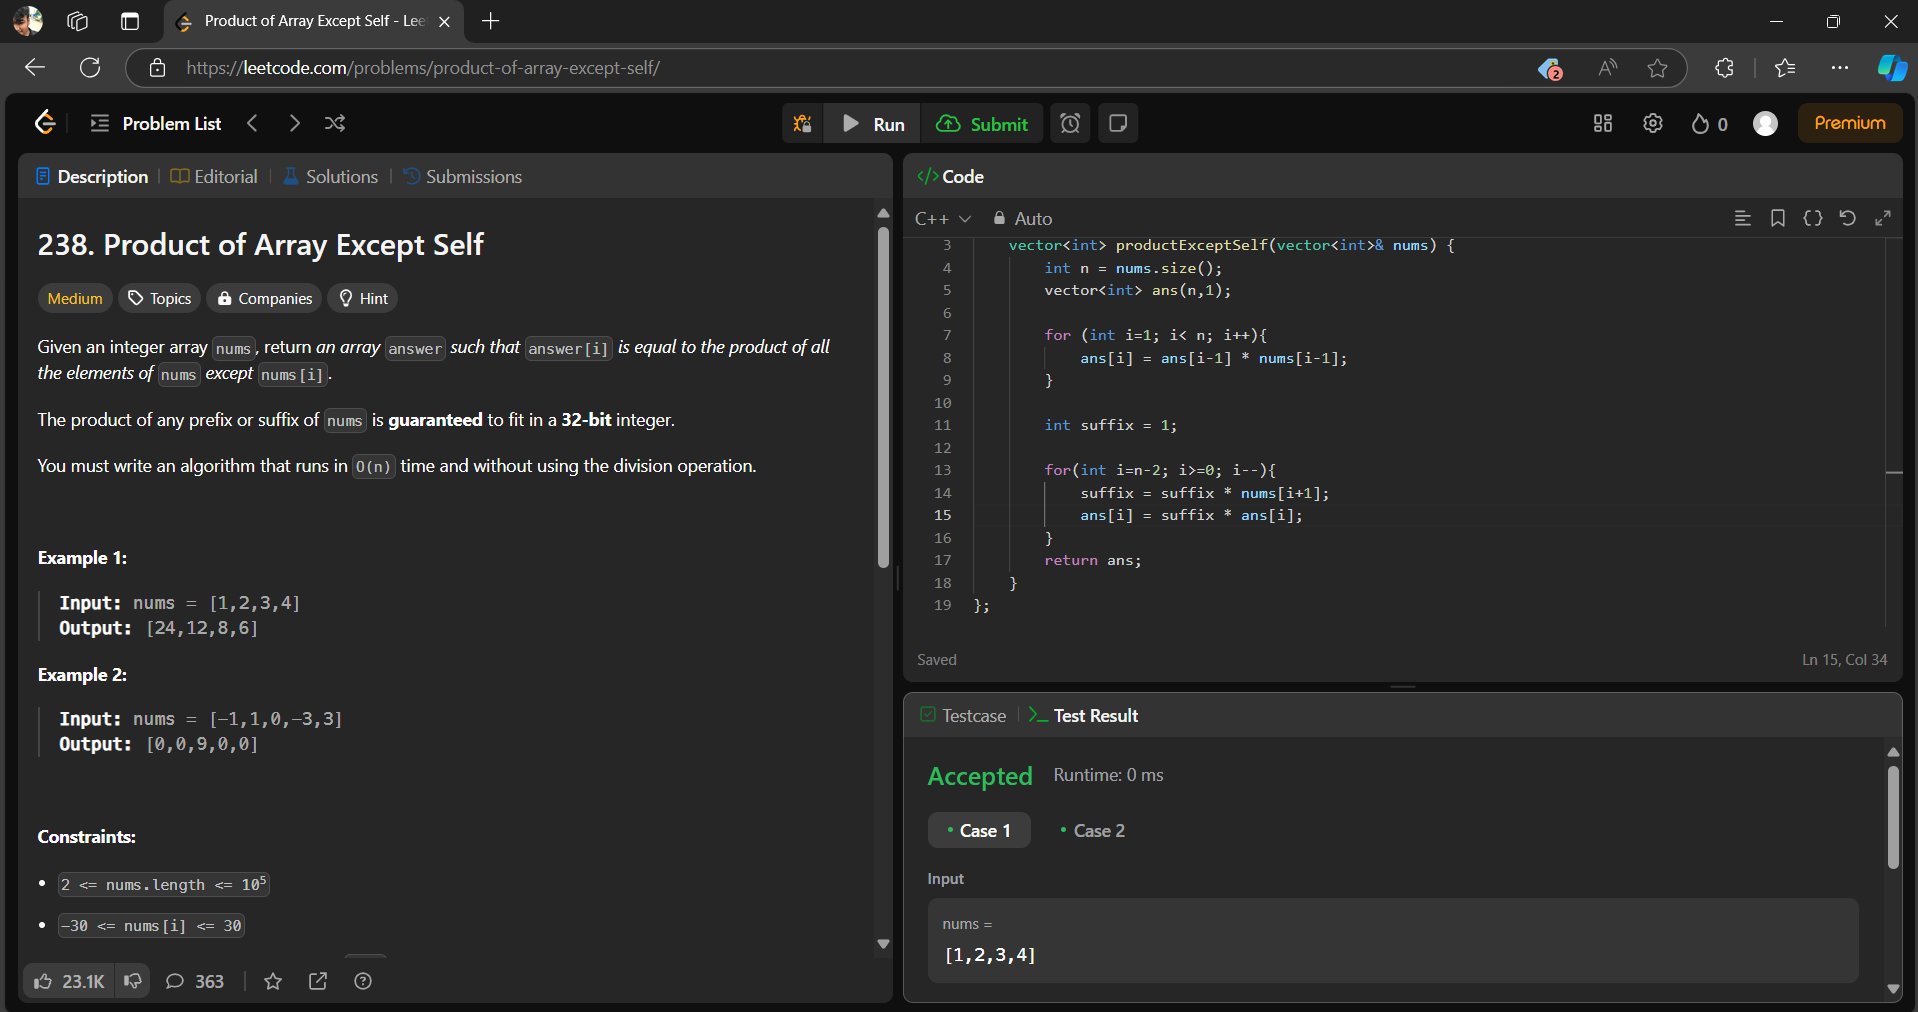 Product of Array Except Self - Lee
https://leetcode.com/problems/product-of-array-except-self/
2
Problem List
Run
Submit
0
Premium
Description
Editorial
Solutions
Submissions
238. Product of Array Except Self
Medium
Topics
Companies
Hint
Given an integer array nums, return an array answer such that answer[i] is equal to the product of all
the elements of nums except nums[i].
The product of any prefix or suffix of nums is guaranteed to fit in a 32-bit integer.
You must write an algorithm that runs in O(n) time and without using the division operation.
Example 1:
Input: nums = [1,2,3,4]
Output: [24,12,8,6]
Example 2:
Input: nums = [-1,1,0,-3,3]
Output: [0,0,9,0,0]
Constraints:
• 2 <= nums.length <= 10⁵
• -30 <= nums[i] <= 30
23.1K
363
</> Code
C++
Auto
3 vector<int> productExceptSelf(vector<int>& nums) {
4 int n = nums.size();
5 vector<int> ans(n,1);
6
7 for (int i=1; i< n; i++){
8 ans[i] = ans[i-1] * nums[i-1];
9 }
10
11 int suffix = 1;
12
13 for(int i=n-2; i>=0; i--){
14 suffix = suffix * nums[i+1];
15 ans[i] = suffix * ans[i];
16 }
17 return ans;
18 }
19 };
Saved
Ln 15, Col 34
Testcase
Test Result
Accepted
Runtime: 0 ms
• Case 1
• Case 2
Input
nums =
[1,2,3,4]